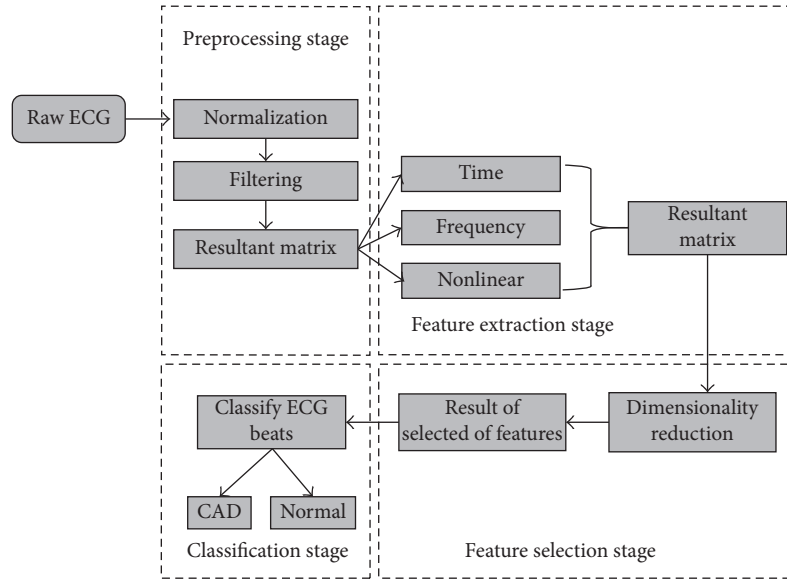 Preprocessing stage
Raw ECG
Normalization
Filtering
Resultant matrix
Time
Frequency
Nonlinear
Resultant
matrix
Feature extraction stage
Dimensionality
reduction
Result of
selected of features
Classify ECG
beats
CAD
Normal
Classification stage
Feature selection stage